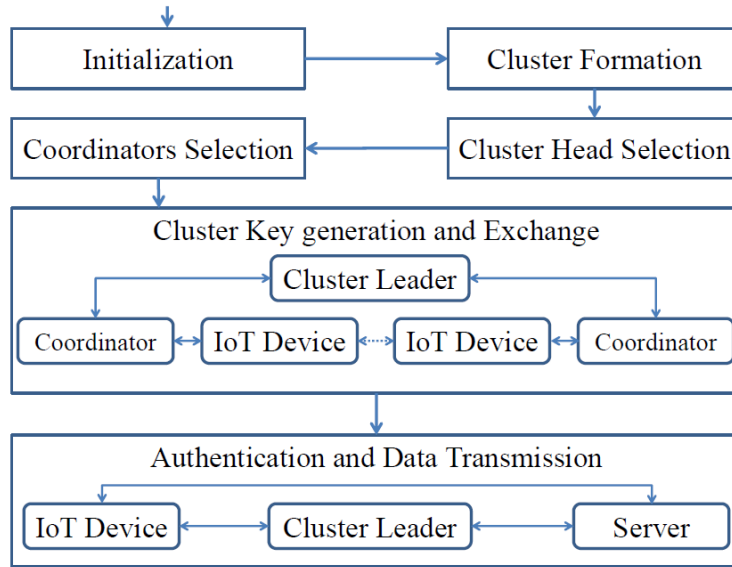 Initialization
Cluster Formation
Coordinators Selection
Cluster Head Selection
Cluster Key generation and Exchange
Cluster Leader
Coordinator
IoT Device
IoT Device
Coordinator
Authentication and Data Transmission
IoT Device
Cluster Leader
Server